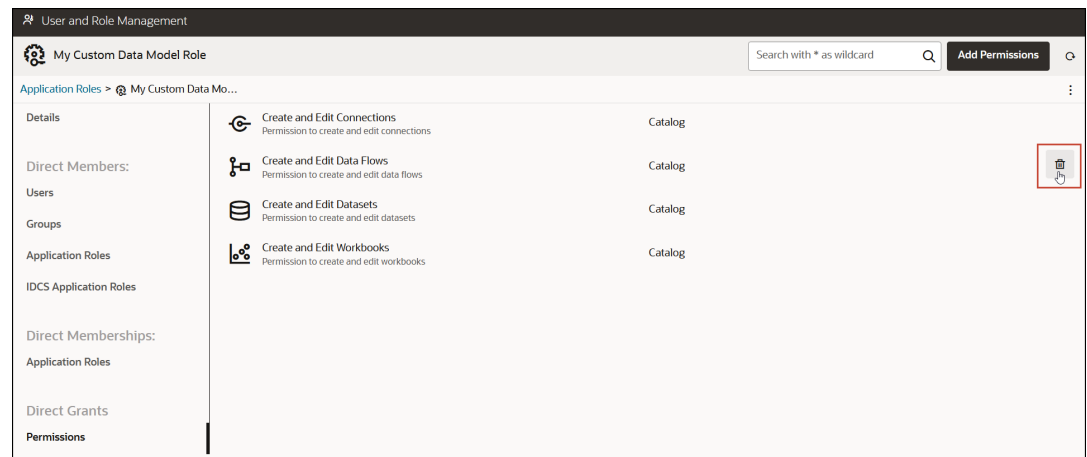 User and Role Management
My Custom Data Model Role
Search with * as wildcard
Add Permissions
Application Roles > My Custom Data Mo...
Details
Direct Members:
Users
Groups
Application Roles
IDCS Application Roles
Direct Memberships:
Application Roles
Direct Grants
Permissions
Create and Edit Connections
Permission to create and edit connections
Catalog
Create and Edit Data Flows
Permission to create and edit data flows
Catalog
Create and Edit Datasets
Permission to create and edit datasets
Catalog
Create and Edit Workbooks
Permission to create and edit workbooks
Catalog